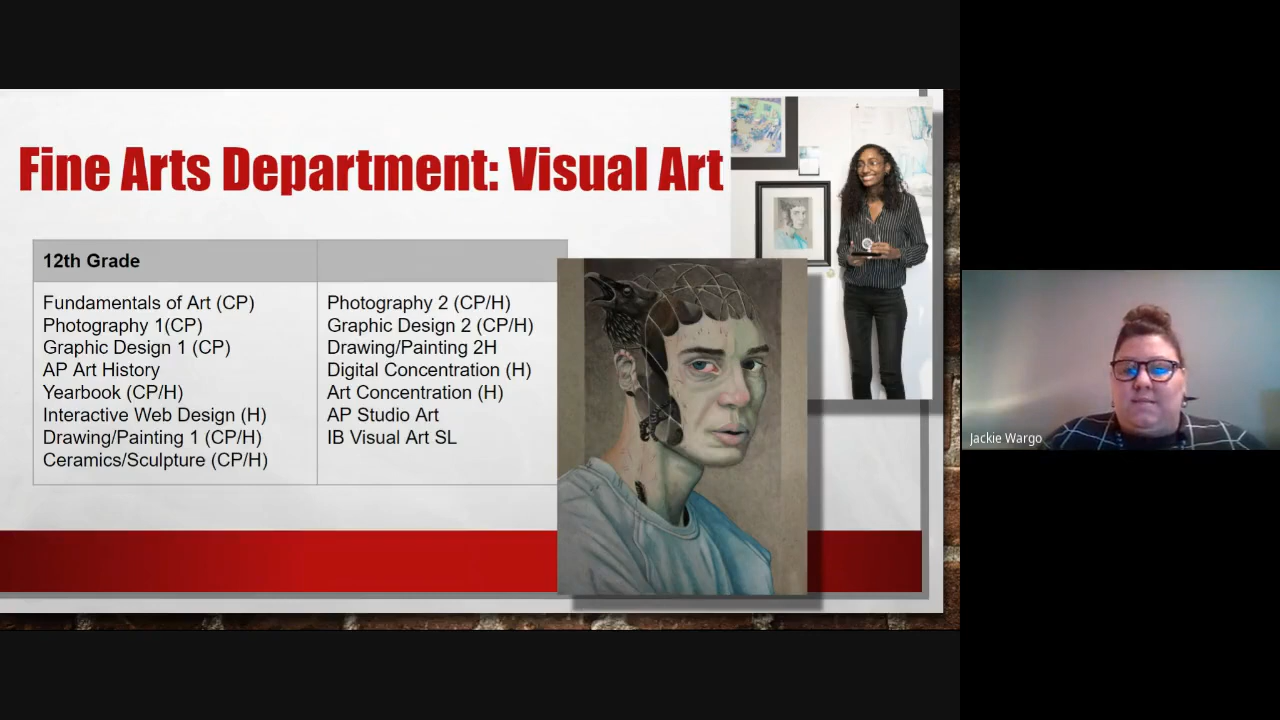 Fine Arts Department: Visual Art
12th Grade
Fundamentals of Art (CP)
Photography 1(CP)
Graphic Design 1 (CP)
AP Art History
Yearbook (CP/H)
Interactive Web Design (H)
Drawing/Painting 1 (CP/H)
Ceramics/Sculpture (CP/H)
Photography 2 (CP/H)
Graphic Design 2 (CP/H)
Drawing/Painting 2H
Digital Concentration (H)
Art Concentration (H)
AP Studio Art
IB Visual Art SL
Jackie Wargo